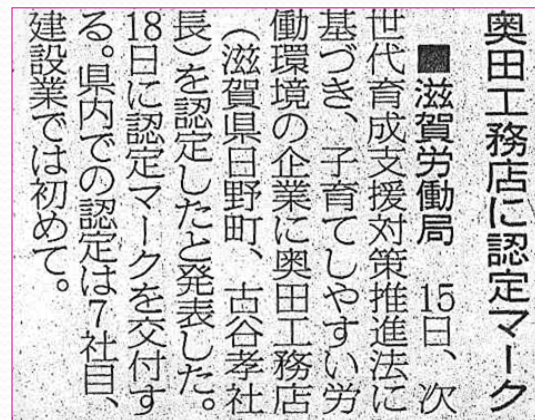 奥田工務店に認定マーク
■滋賀労働局 15日、次
世代育成支援対策推進法に
基づき、子育てしやすい労
働環境の企業に奥田工務店
（滋賀県日野町、古谷孝社
長）を認定したと発表した。
18日に認定マークを交付す
る。県内での認定は7社目、
建設業では初めて。